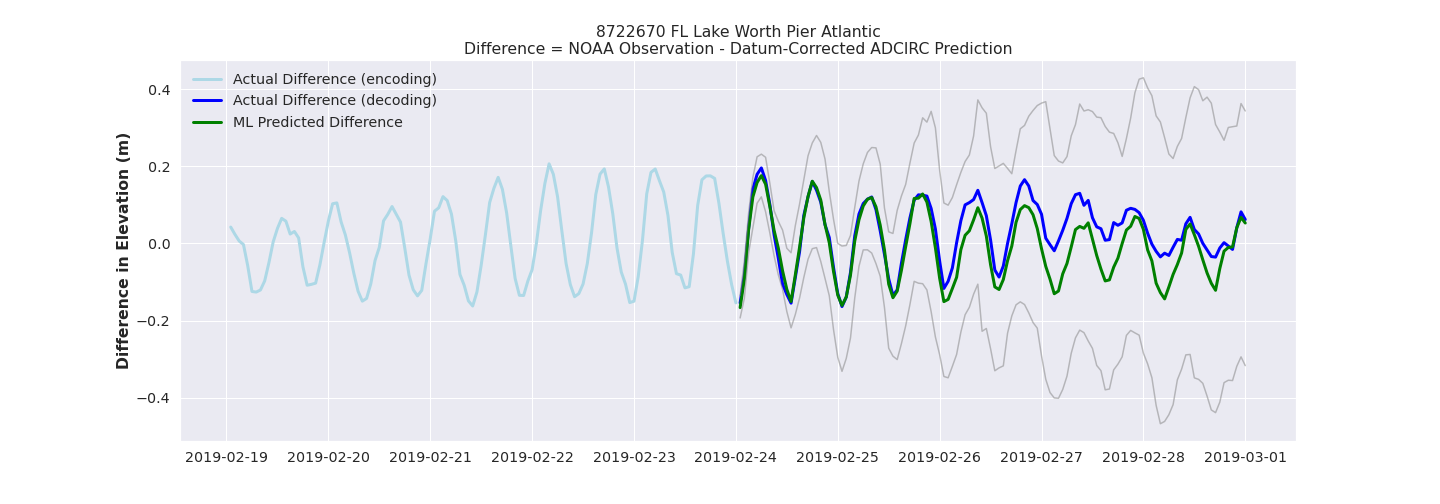 8722670 FL Lake Worth Pier Atlantic
Difference = NOAA Observation - Datum-Corrected ADCIRC Prediction
Actual Difference (encoding)
Actual Difference (decoding)
ML Predicted Difference
Difference in Elevation (m)
0.4
0.2
0.0
−0.2
−0.4
2019-02-19 2019-02-20 2019-02-21 2019-02-22 2019-02-23 2019-02-24 2019-02-25 2019-02-26 2019-02-27 2019-02-28 2019-03-01